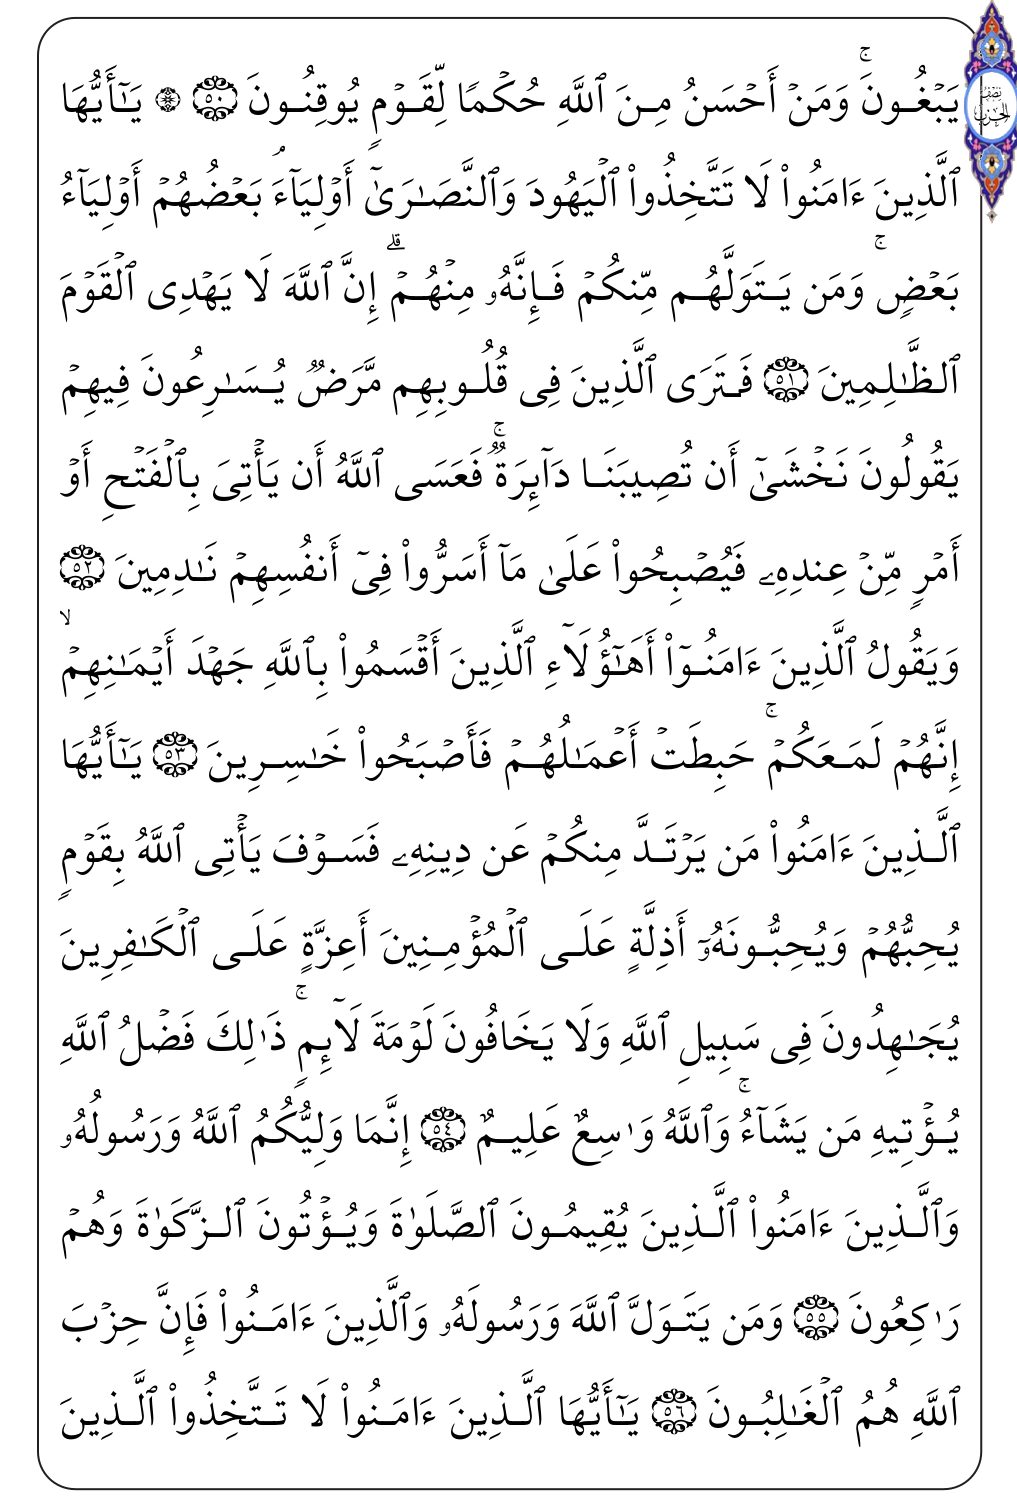 يَبۡغُونَۚ وَمَنۡ أَحۡسَنُ مِنَ ٱللَّهِ حُكۡمٗا لِّقَوۡمٖ يُوقِنُونَ ٥٠ ۞ يَٰٓأَيُّهَا
نصف الحزب
ٱلَّذِينَ ءَامَنُواْ لَا تَتَّخِذُواْ ٱلۡيَهُودَ وَٱلنَّصَٰرَىٰٓ أَوۡلِيَآءَۘ بَعۡضُهُمۡ أَوۡلِيَآءُ
بَعۡضٖۚ وَمَن يَتَوَلَّهُم مِّنكُمۡ فَإِنَّهُۥ مِنۡهُمۡۗ إِنَّ ٱللَّهَ لَا يَهۡدِي ٱلۡقَوۡمَ
ٱلظَّٰلِمِينَ ٥١ فَتَرَى ٱلَّذِينَ فِي قُلُوبِهِم مَّرَضٞ يُسَٰرِعُونَ فِيهِمۡ
يَقُولُونَ نَخۡشَىٰٓ أَن تُصِيبَنَا دَآئِرَةٞۚ فَعَسَى ٱللَّهُ أَن يَأۡتِيَ بِٱلۡفَتۡحِ أَوۡ
أَمۡرٖ مِّنۡ عِندِهِۦ فَيُصۡبِحُواْ عَلَىٰ مَآ أَسَرُّواْ فِيٓ أَنفُسِهِمۡ نَٰدِمِينَ ٥٢
وَيَقُولُ ٱلَّذِينَ ءَامَنُوٓاْ أَهَٰٓؤُلَآءِ ٱلَّذِينَ أَقۡسَمُواْ بِٱللَّهِ جَهۡدَ أَيۡمَٰنِهِمۡۙ
إِنَّهُمۡ لَمَعَكُمۡۚ حَبِطَتۡ أَعۡمَٰلُهُمۡ فَأَصۡبَحُواْ خَٰسِرِينَ ٥٣ يَٰٓأَيُّهَا
ٱلَّذِينَ ءَامَنُواْ مَن يَرۡتَدَّ مِنكُمۡ عَن دِينِهِۦ فَسَوۡفَ يَأۡتِي ٱللَّهُ بِقَوۡمٖ
يُحِبُّهُمۡ وَيُحِبُّونَهُۥٓ أَذِلَّةٍ عَلَى ٱلۡمُؤۡمِنِينَ أَعِزَّةٍ عَلَى ٱلۡكَٰفِرِينَ
يُجَٰهِدُونَ فِي سَبِيلِ ٱللَّهِ وَلَا يَخَافُونَ لَوۡمَةَ لَآئِمٖۚ ذَٰلِكَ فَضۡلُ ٱللَّهِ
يُؤۡتِيهِ مَن يَشَآءُۚ وَٱللَّهُ وَٰسِعٌ عَلِيمٌ ٥٤ إِنَّمَا وَلِيُّكُمُ ٱللَّهُ وَرَسُولُهُۥ
وَٱلَّذِينَ ءَامَنُواْ ٱلَّذِينَ يُقِيمُونَ ٱلصَّلَوٰةَ وَيُؤۡتُونَ ٱلزَّكَوٰةَ وَهُمۡ
رَٰكِعُونَ ٥٥ وَمَن يَتَوَلَّ ٱللَّهَ وَرَسُولَهُۥ وَٱلَّذِينَ ءَامَنُواْ فَإِنَّ حِزۡبَ
ٱللَّهِ هُمُ ٱلۡغَٰلِبُونَ ٥٦ يَٰٓأَيُّهَا ٱلَّذِينَ ءَامَنُواْ لَا تَتَّخِذُواْ ٱلَّذِينَ